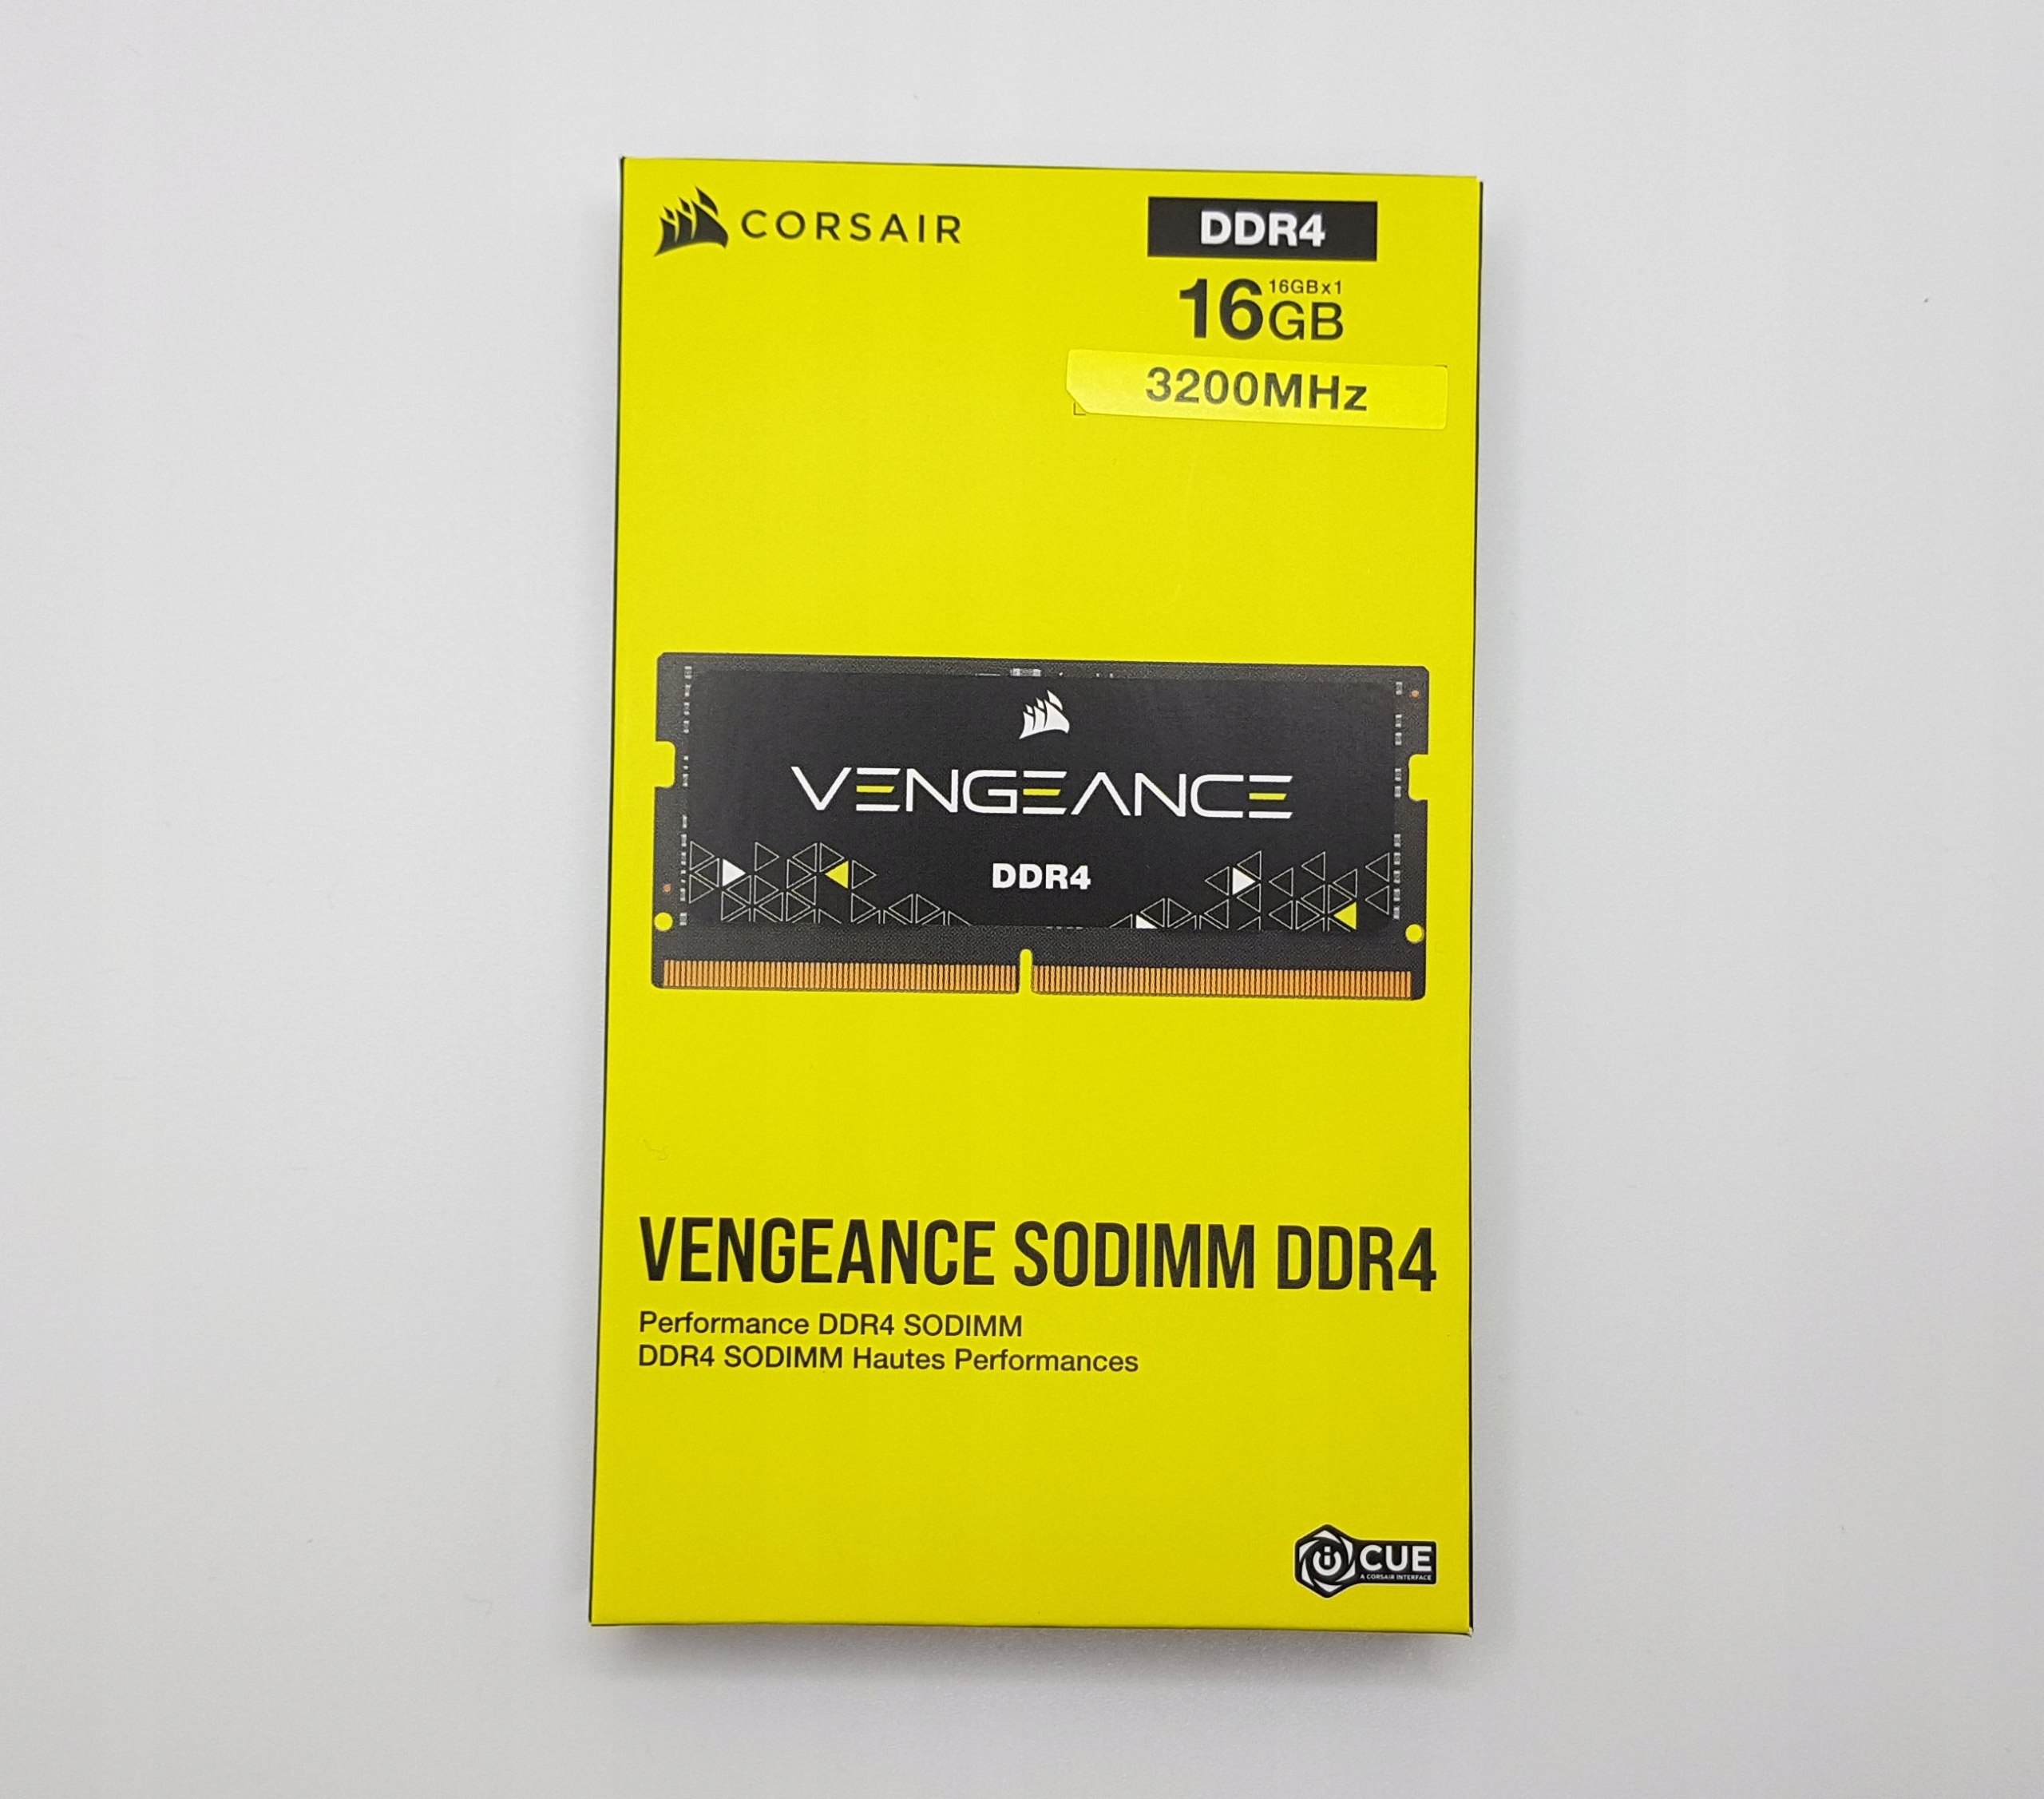 CORSAIR
DDR4
16GBx1
16GB
3200MHz
VENGEANCE
DDR4
VENGEANCE SODIMM DDR4
Performance DDR4 SODIMM
DDR4 SODIMM Hautes Performances
iCUE
A CORSAIR INTERFACE